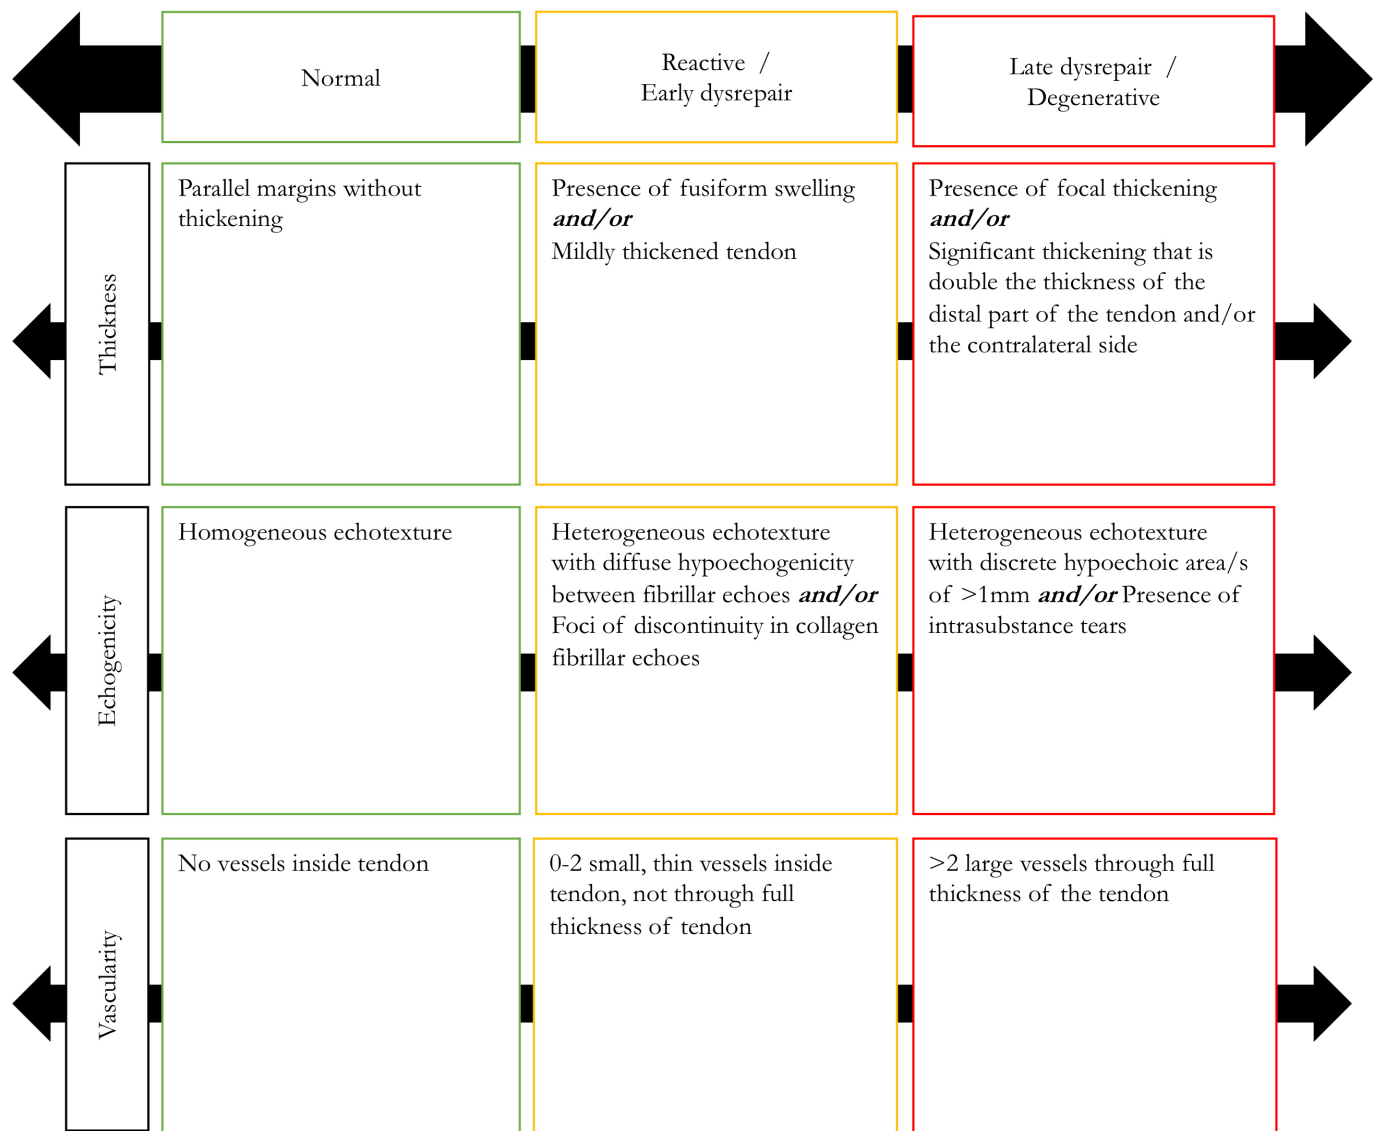 Normal
Reactive /
Early dysrepair
Late dysrepair /
Degenerative
Thickness
Parallel margins without
thickening
Presence of fusiform swelling
and/or
Mildly thickened tendon
Presence of focal thickening
and/or
Significant thickening that is
double the thickness of the
distal part of the tendon and/or
the contralateral side
Echogenicity
Homogeneous echotexture
Heterogeneous echotexture
with diffuse hypoechogenicity
between fibrillar echoes and/or
Foci of discontinuity in collagen
fibrillar echoes
Heterogeneous echotexture
with discrete hypoechoic area/s
of >1mm and/or Presence of
intrasubstance tears
Vascularity
No vessels inside tendon
0-2 small, thin vessels inside
tendon, not through full
thickness of tendon
>2 large vessels through full
thickness of the tendon